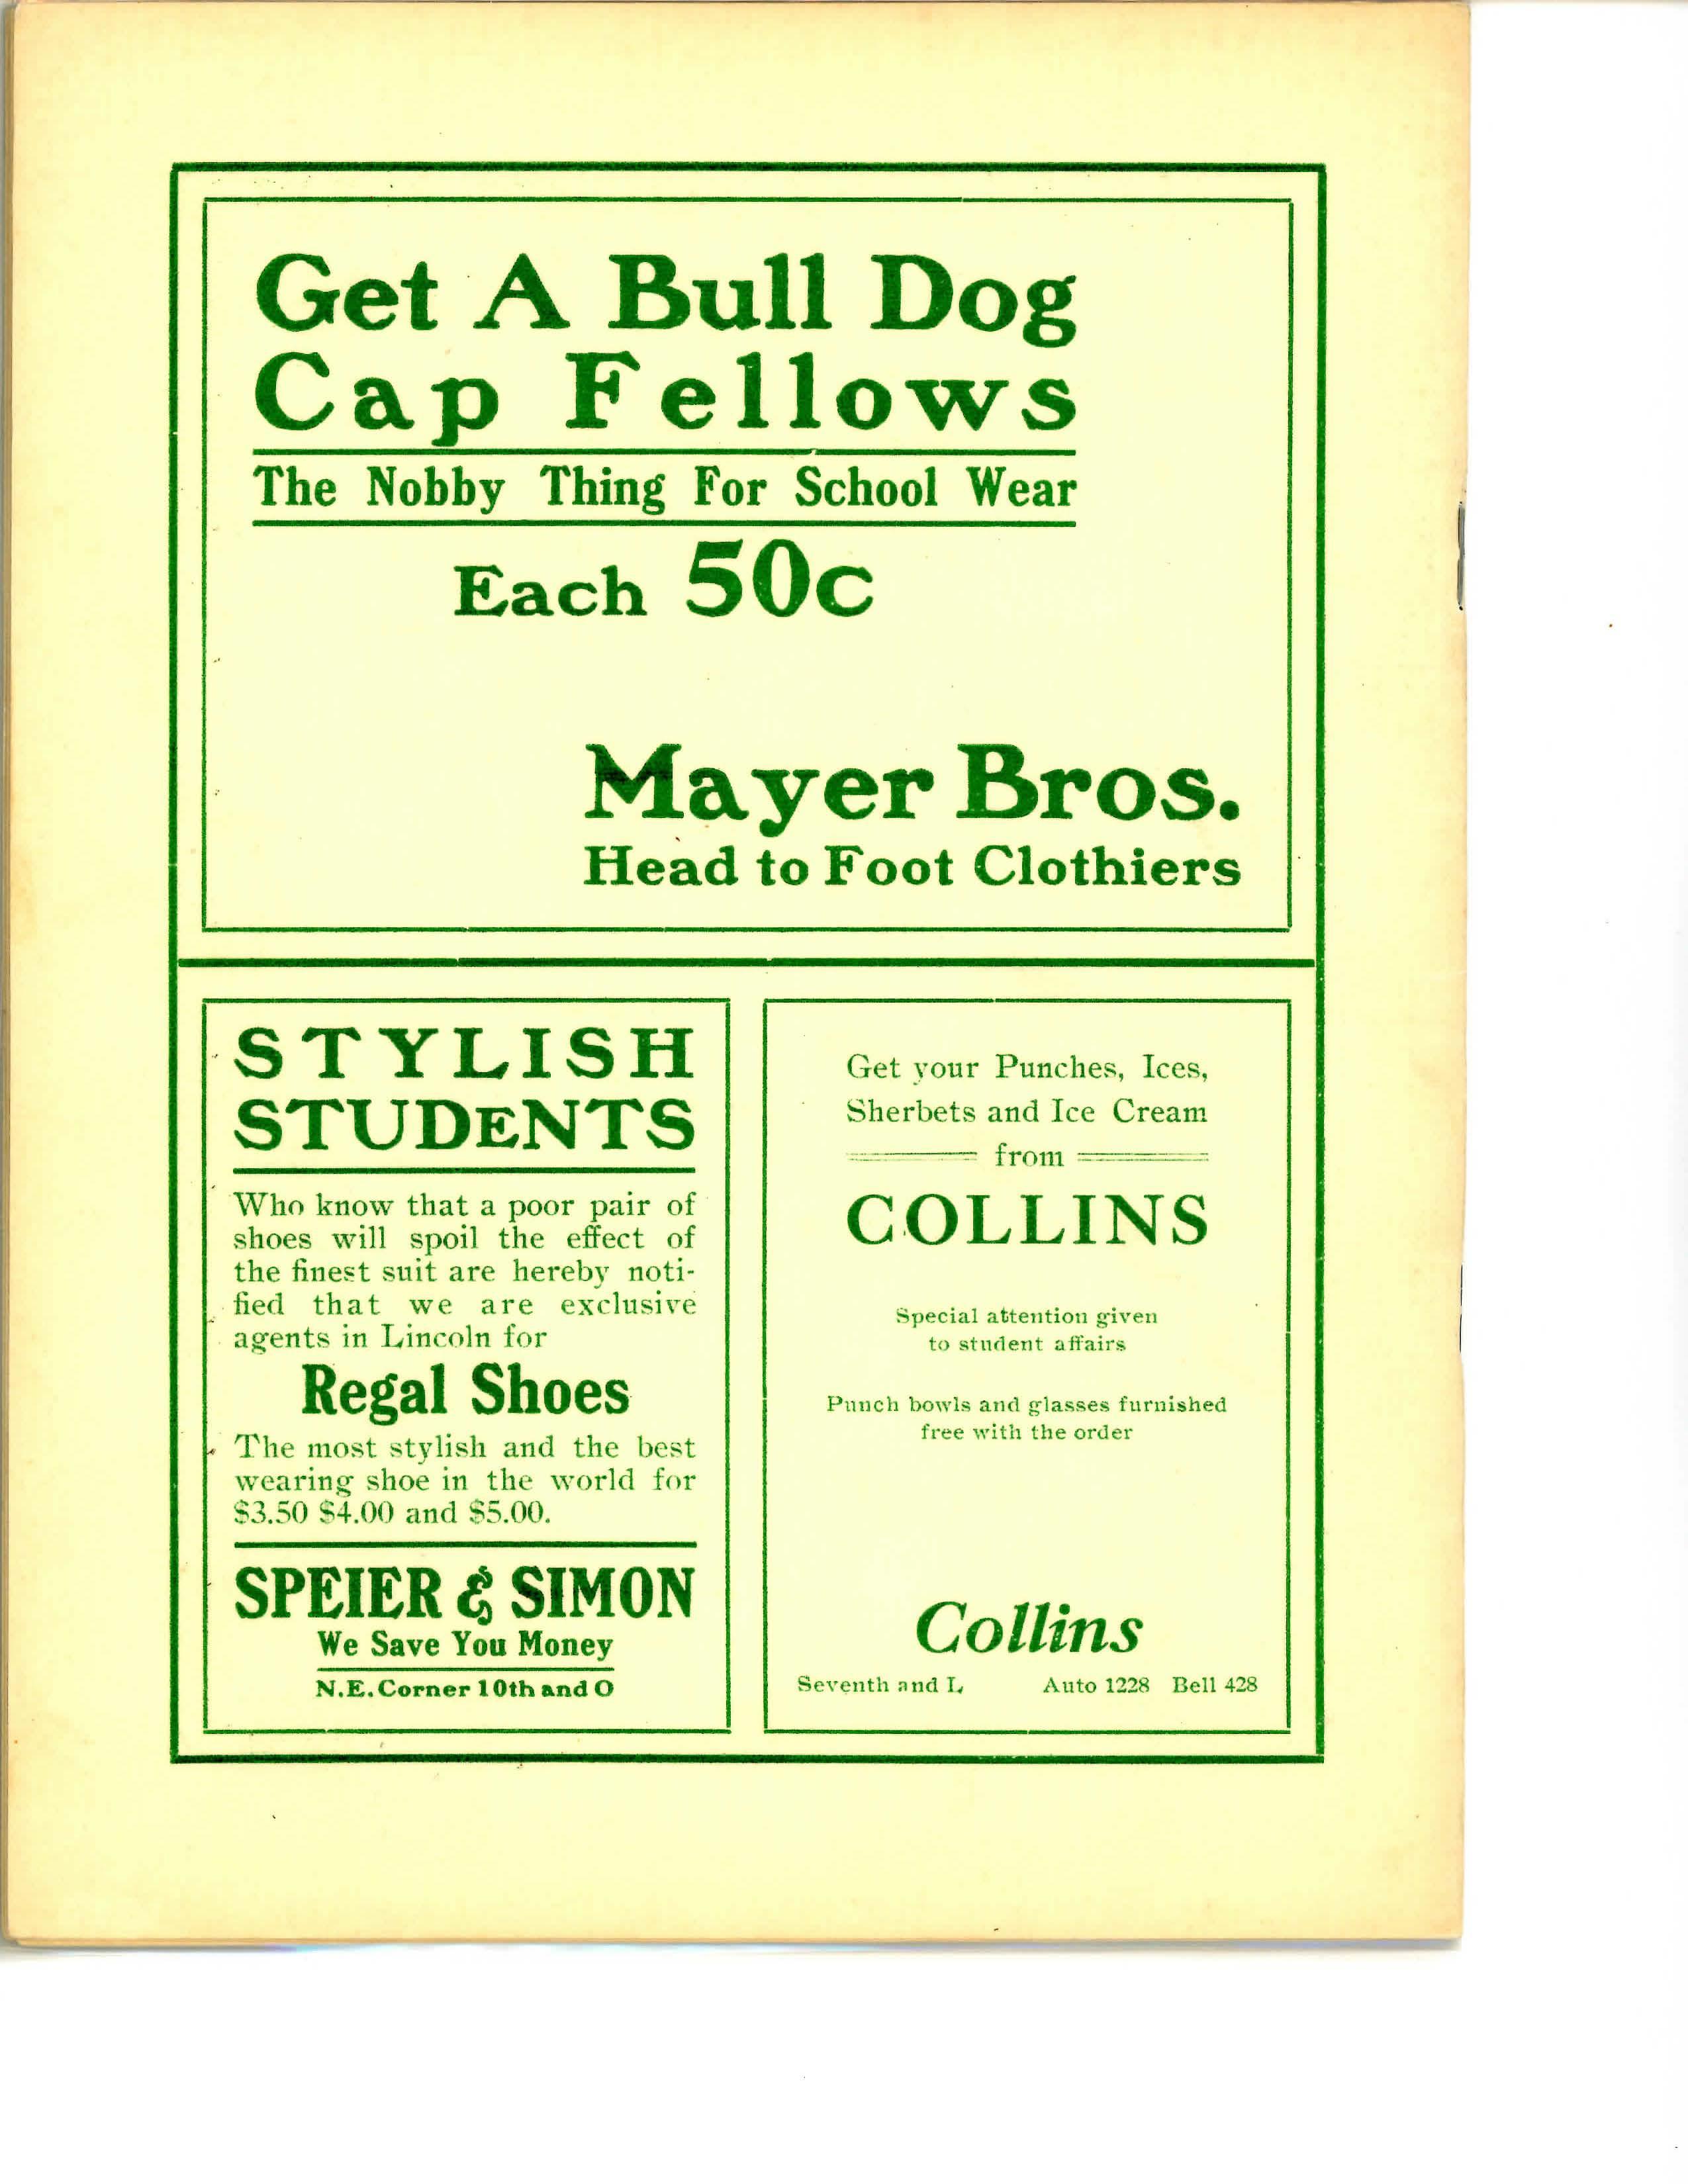 Get A Bull Dog
Cap Fellows
The Nobby Thing For School Wear
Each 50c
Mayer Bros.
Head to Foot Clothiers
STYLISH
STUDENTS
Who know that a poor pair of
shoes will spoil the effect of
the finest suit are hereby noti-
fied that we are exclusive
agents in Lincoln for
Regal Shoes
The most stylish and the best
wearing shoe in the world for
$3.50 $4.00 and $5.00.
SPEIER & SIMON
We Save You Money
N.E. Corner 10th and O
Get your Punches, Ices,
Sherbets and Ice Cream
from
COLLINS
Special attention given
to student affairs
Punch bowls and glasses furnished
free with the order
Collins
Seventh and L Auto 1228 Bell 428